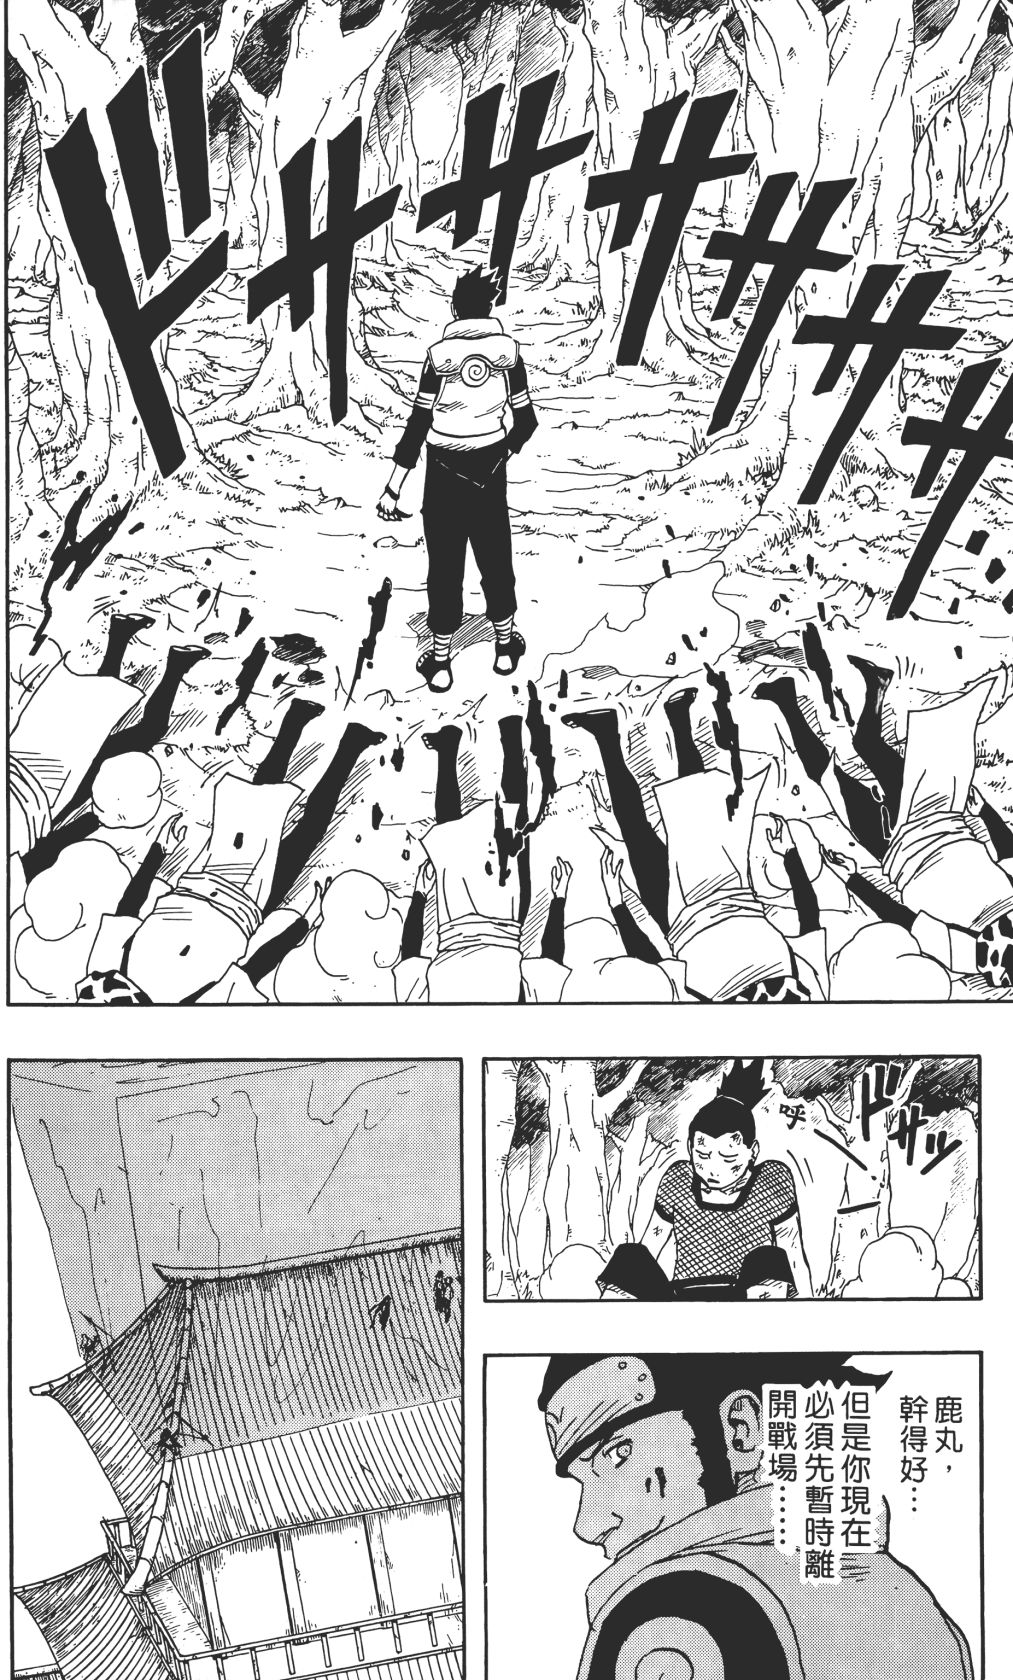 ドサササササササ
呼
ドサッ
鹿丸，
幹得好…
但是你現在
必須先暫時離
開戰場……